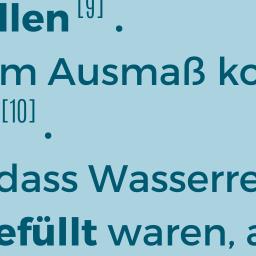 llen [9] .
m Ausmaß ko
[10] .
dass Wasserre
efüllt waren, a